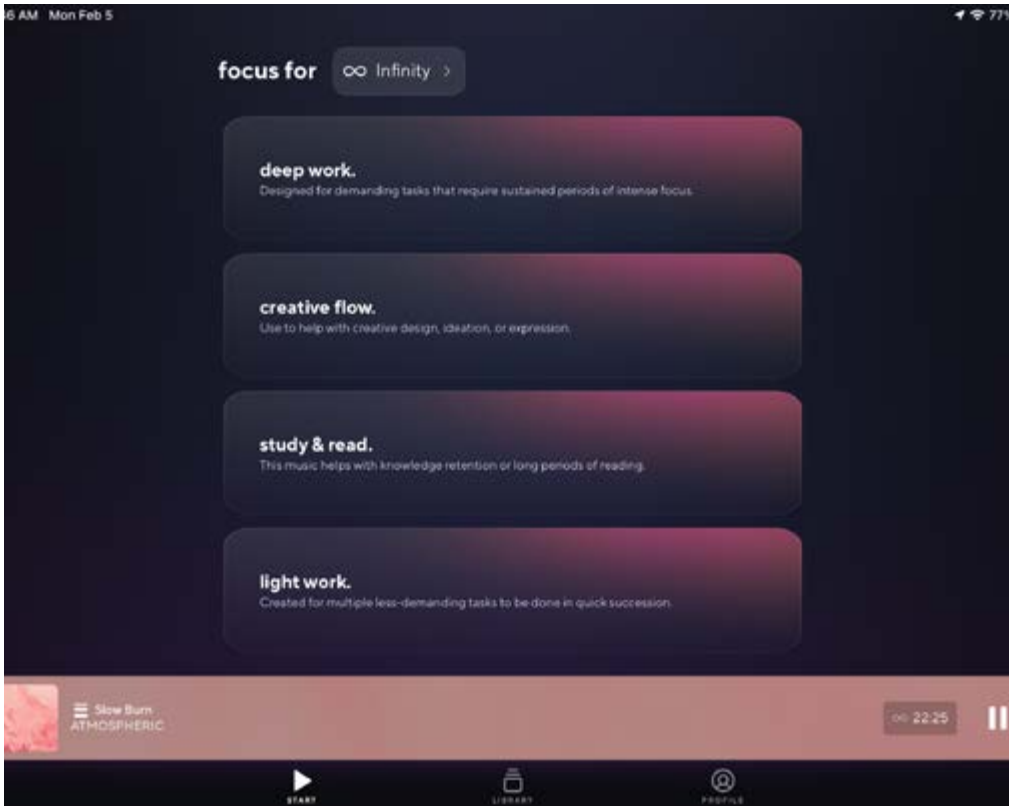 6 AM Mon Feb 5
77%
focus for ∞ Infinity >
deep work.
Designed for demanding tasks that require sustained periods of intense focus.
creative flow.
Use to help with creative design, ideation, or expression.
study & read.
This music helps with knowledge retention or long periods of reading.
light work.
Created for multiple less-demanding tasks to be done in quick succession.
Slow Burn
ATMOSPHERIC
∞ 22:25
START
LIBRARY
PROFILE